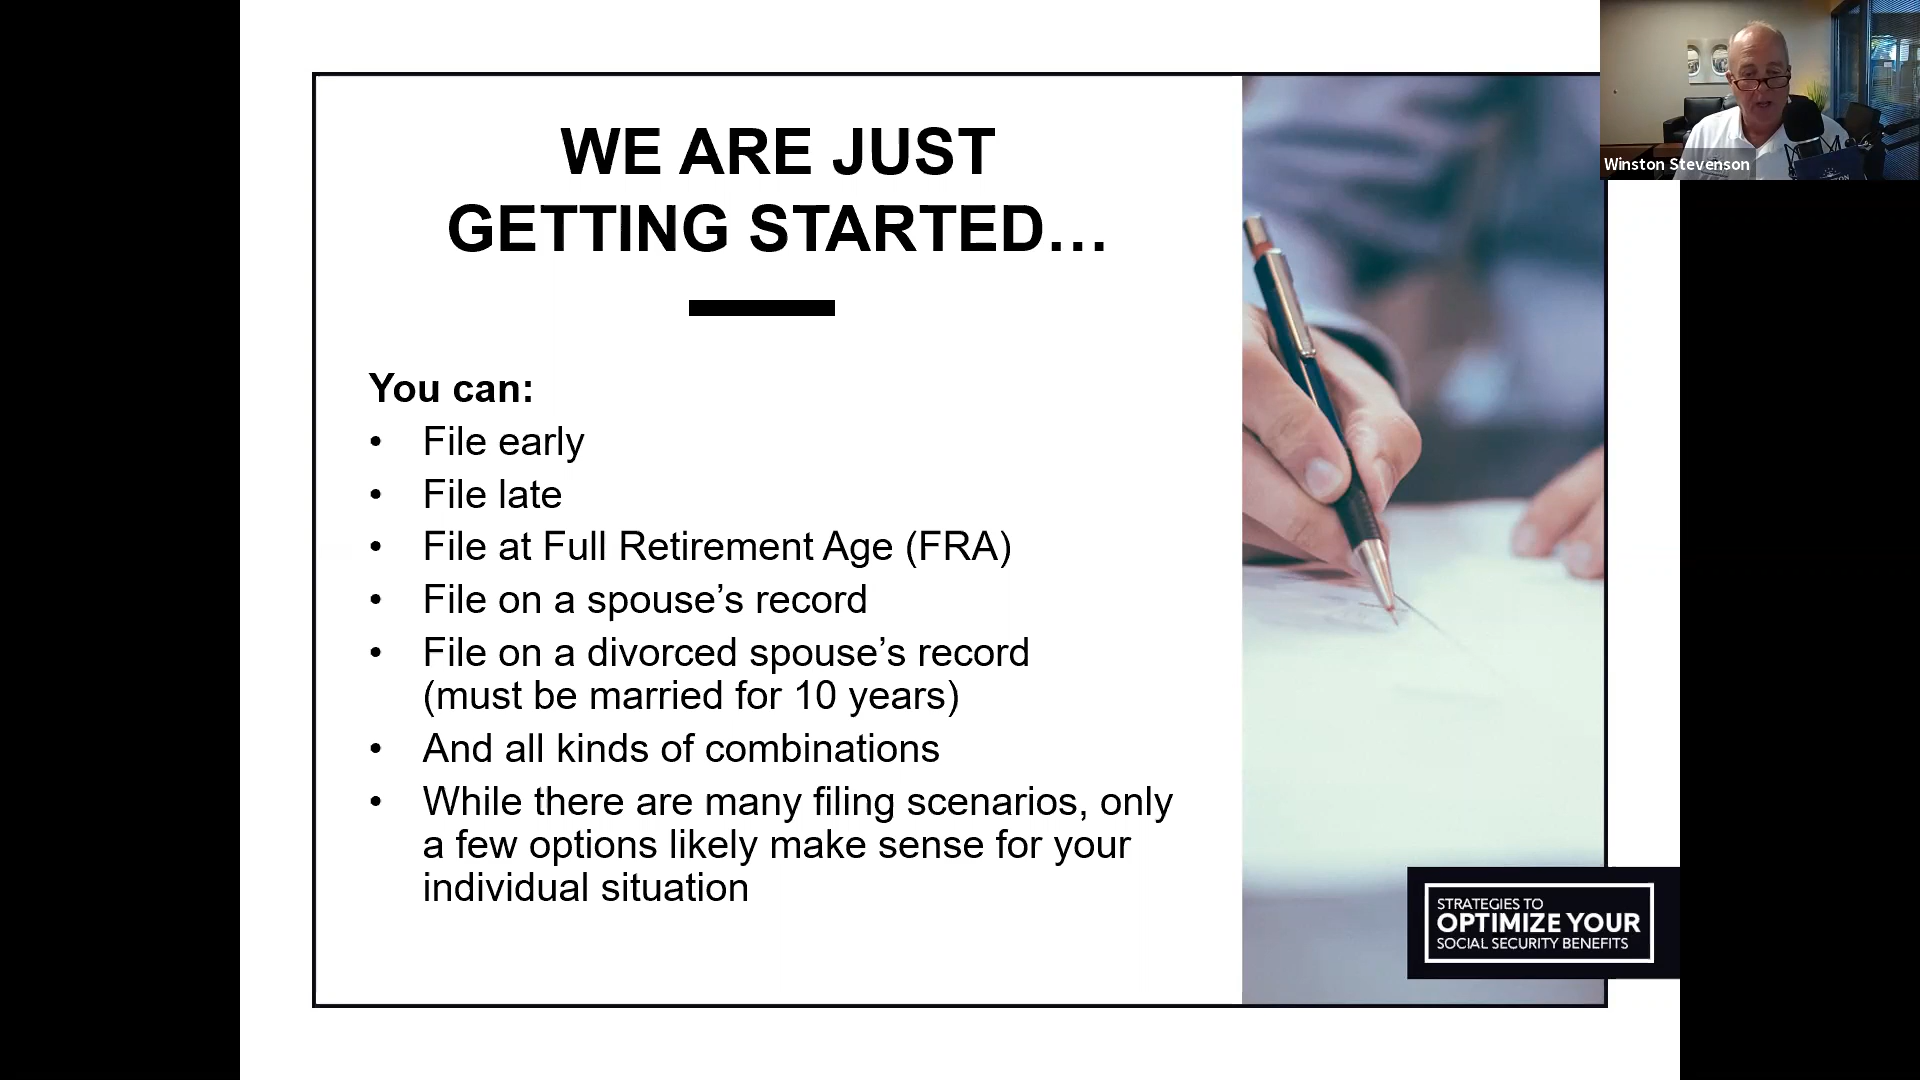 WE ARE JUST
GETTING STARTED…
You can:
• File early
• File late
• File at Full Retirement Age (FRA)
• File on a spouse’s record
• File on a divorced spouse’s record
(must be married for 10 years)
• And all kinds of combinations
• While there are many filing scenarios, only
a few options likely make sense for your
individual situation
STRATEGIES TO
OPTIMIZE YOUR
SOCIAL SECURITY BENEFITS
Winston Stevenson